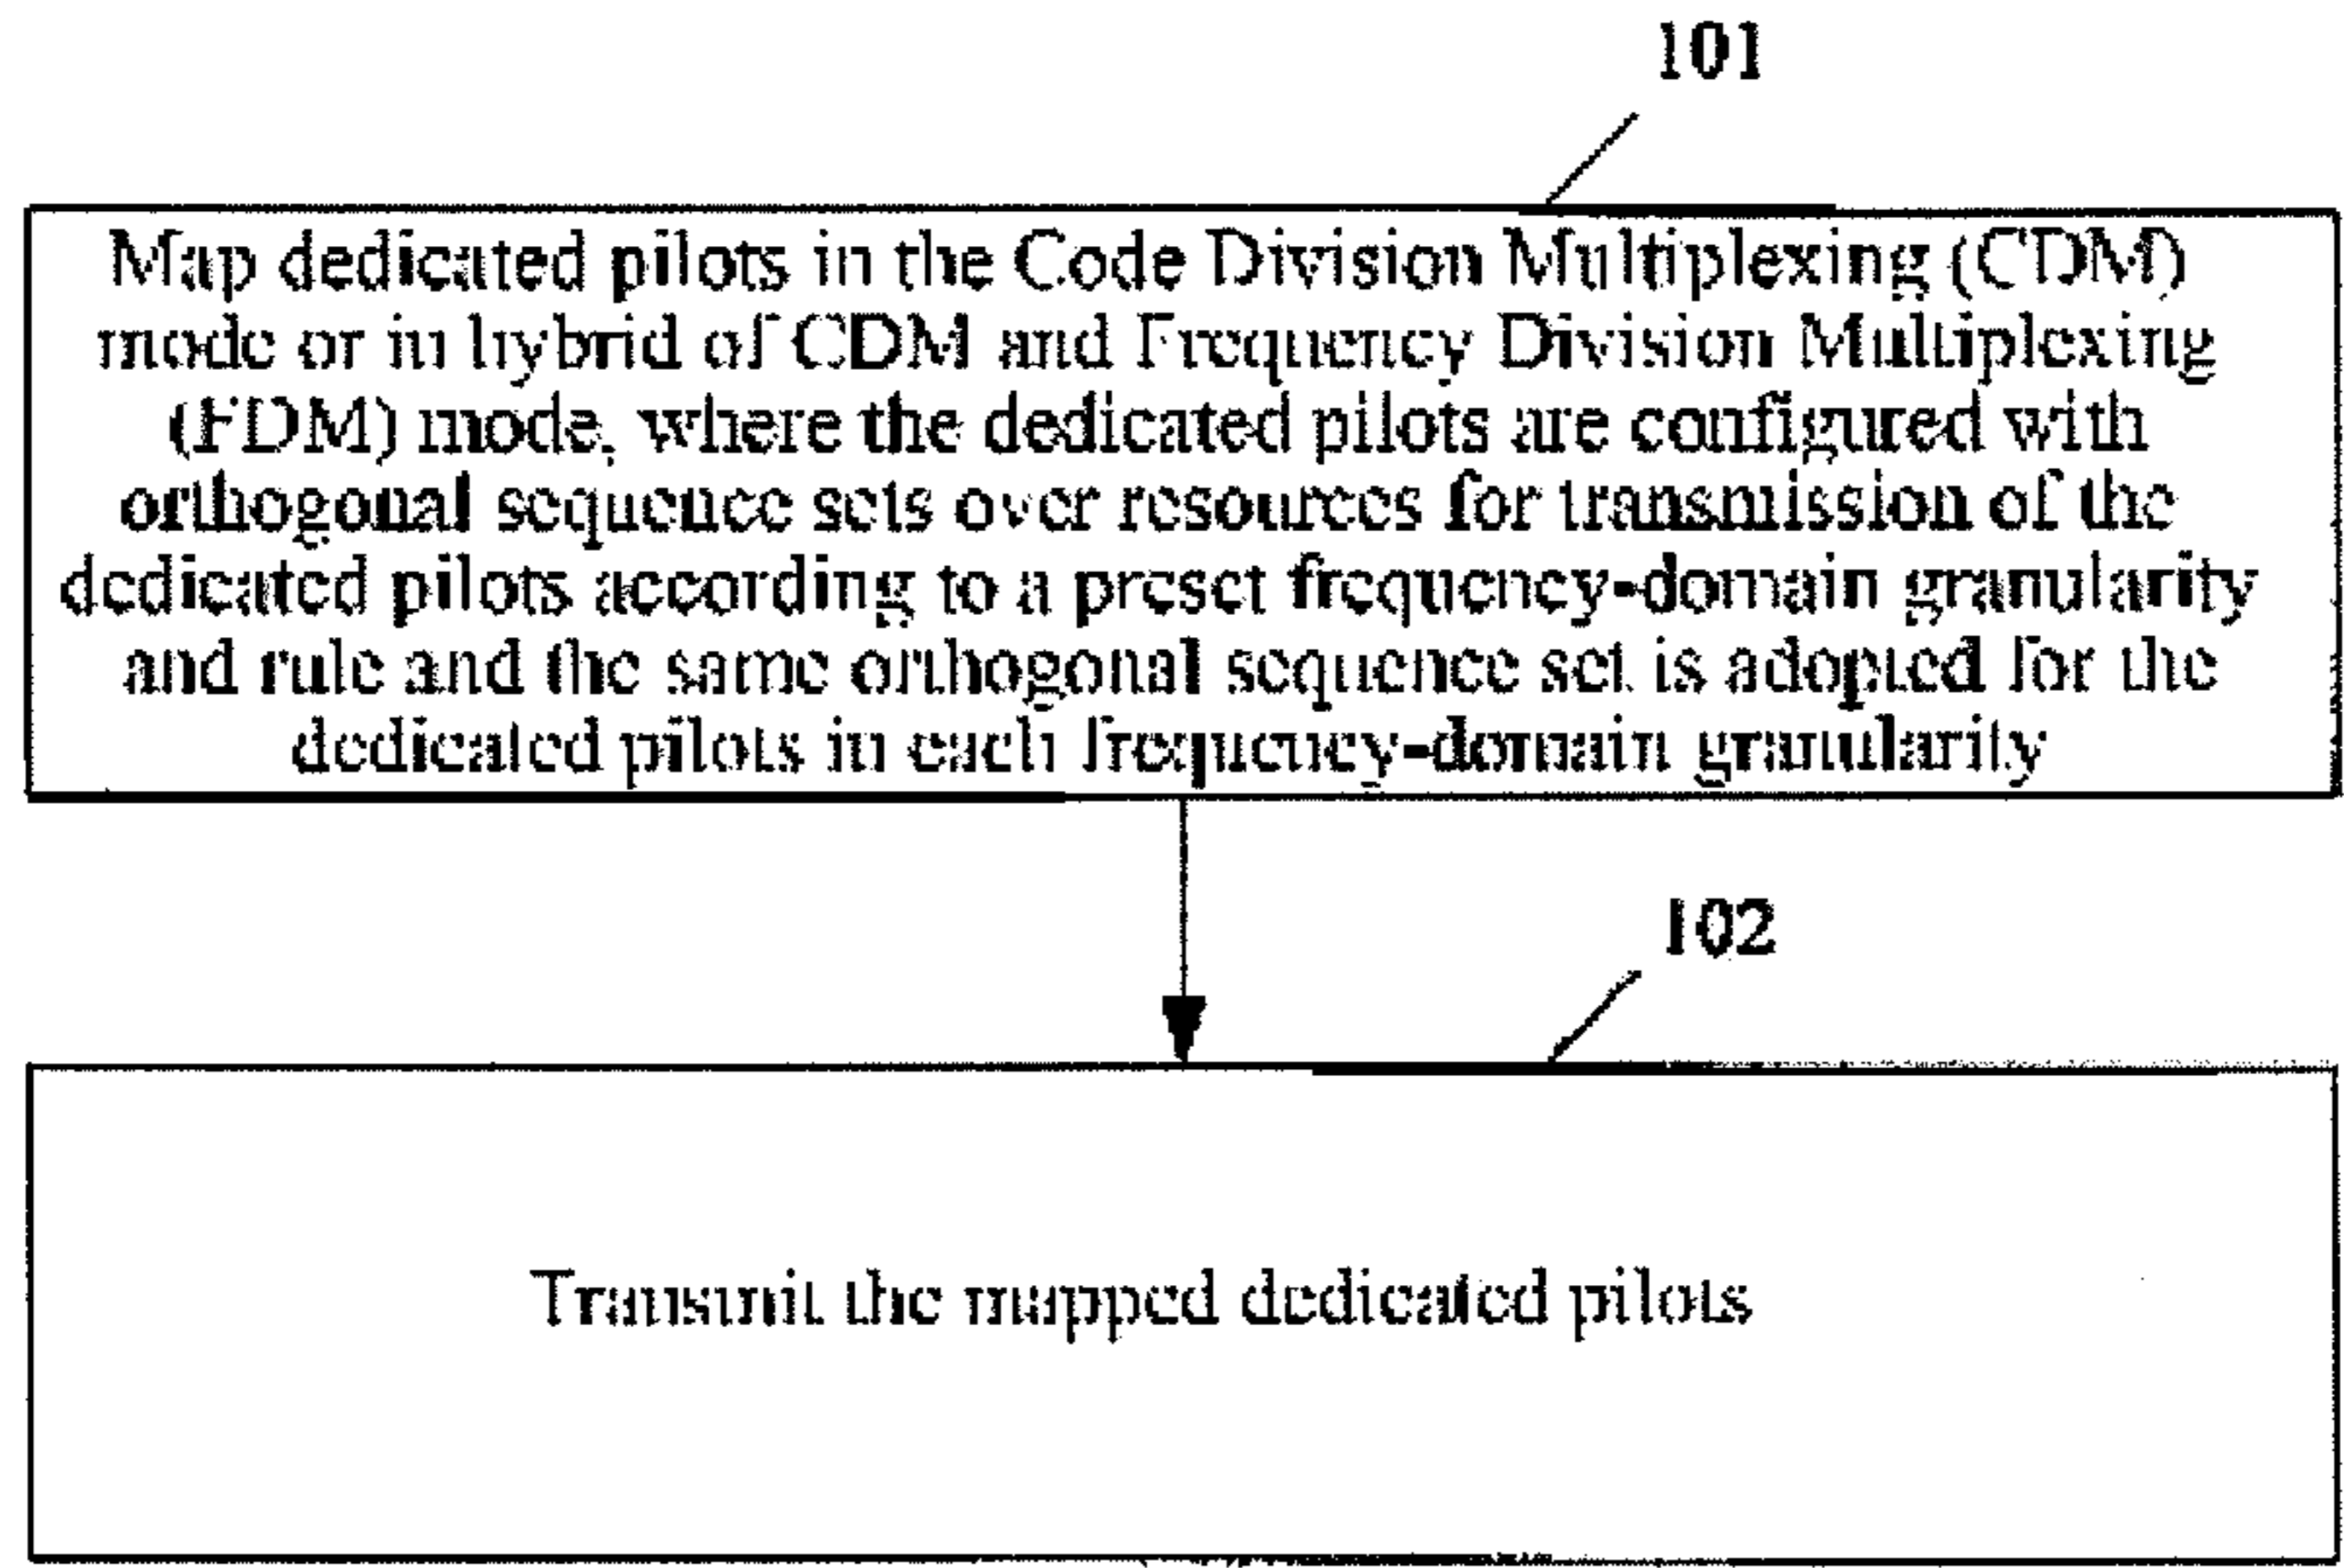 101
Map dedicated pilots in the Code Division Multiplexing (CDM)
mode or in hybrid of CDM and Frequency Division Multiplexing
(FDM) mode, where the dedicated pilots are configured with
orthogonal sequence sets over resources for transmission of the
dedicated pilots according to a preset frequency-domain granularity
and rule and the same orthogonal sequence set is adopted for the
dedicated pilots in each frequency-domain granularity
102
Transmit the mapped dedicated pilots